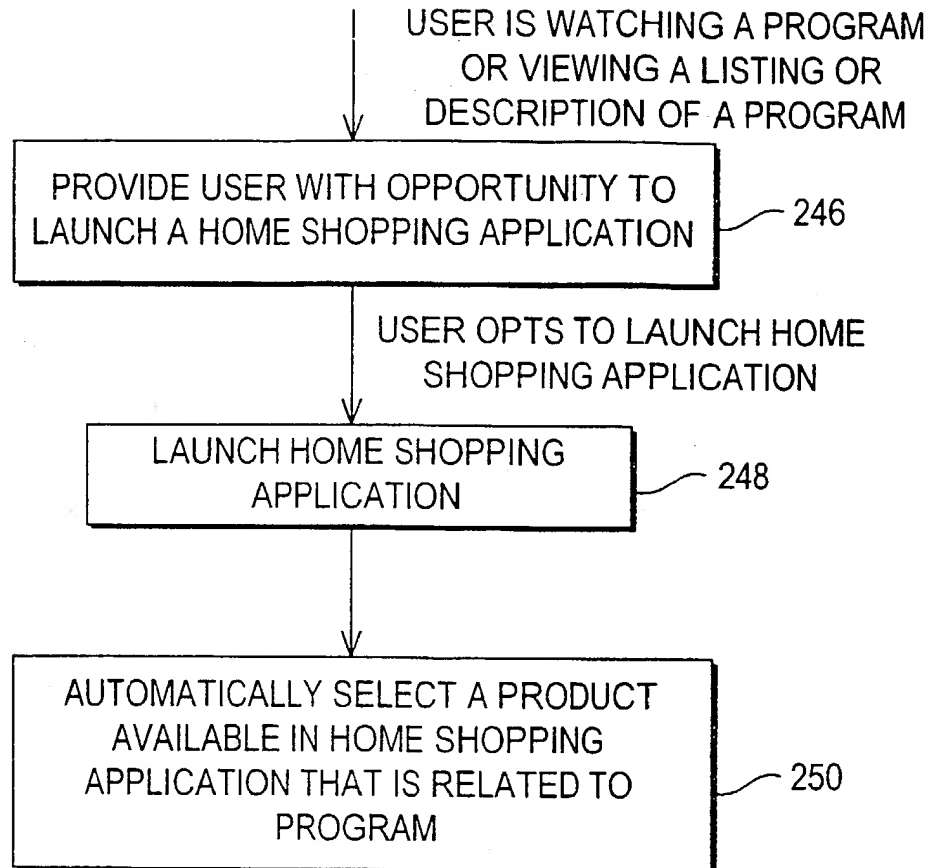 USER IS WATCHING A PROGRAM
OR VIEWING A LISTING OR
DESCRIPTION OF A PROGRAM
PROVIDE USER WITH OPPORTUNITY TO
LAUNCH A HOME SHOPPING APPLICATION
246
USER OPTS TO LAUNCH HOME
SHOPPING APPLICATION
LAUNCH HOME SHOPPING
APPLICATION
248
AUTOMATICALLY SELECT A PRODUCT
AVAILABLE IN HOME SHOPPING
APPLICATION THAT IS RELATED TO
PROGRAM
250